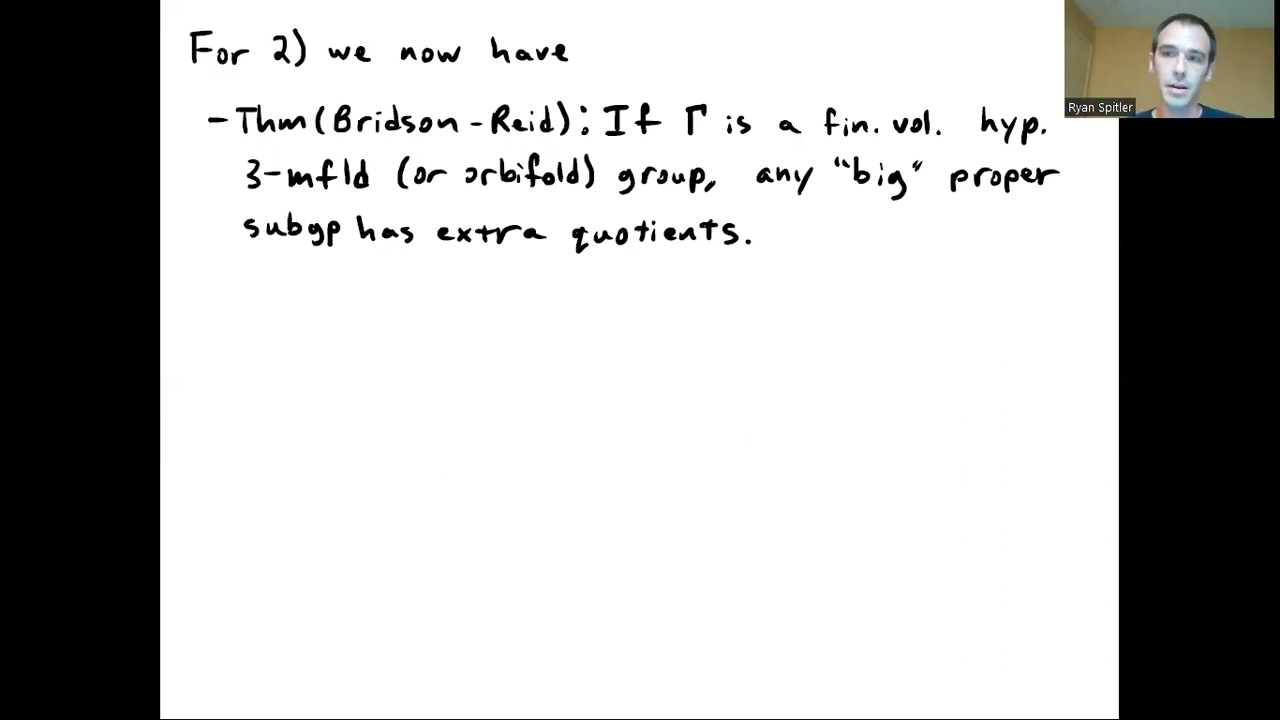 For 2) we now have
- Thm (Bridson - Reid): If Γ is a fin. vol. hyp.
3-mfld (or orbifold) group, any "big" proper
subgp has extra quotients.
Ryan Spitler